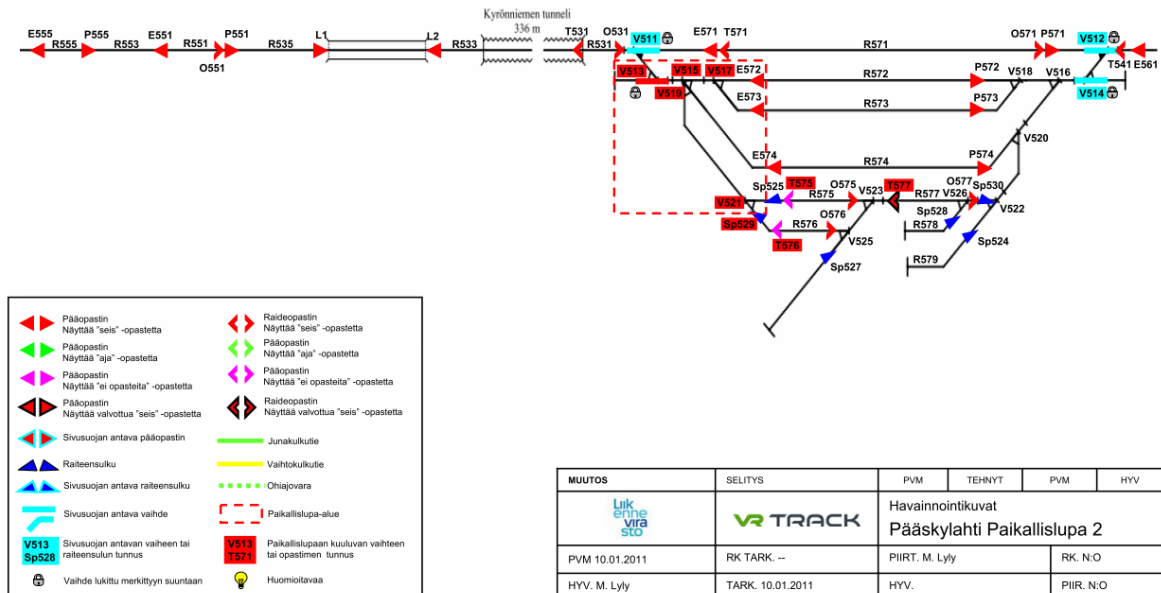 Kyrönniemen tunneli
336 m
E555 P555 E551 P551 L1 L2 T531 O531 V511 E571 T571 O571 P571 V512
R555 R553 R551 R535 R533 R531 R571
O551 T541 E561
V513 V515 V517 E572 R572 P572 V518 V516
V519 E573 R573 P573 V514
V520
E574 R574 P574
Sp525 T575 O575 V523 T577 O577 Sp530
V521 R575 R577 V526
Sp529 O576 Sp528 V522
R576 R578
T576 V525 Sp524
Sp527 R579
Pääopastin
Näyttää "seis" -opastetta
Pääopastin
Näyttää "aja" -opastetta
Pääopastin
Näyttää "ei opasteita" -opastetta
Pääopastin
Näyttää valvottua "seis" -opastetta
Sivusuojan antava pääopastin
Raiteensulku
Sivusuojan antava raiteensulku
Sivusuojan antava vaihde
V513
Sp528
Sivusuojan antavan vaiheen tai
raiteensulun tunnus
Vaihde lukittu merkittyyn suuntaan
Raideopastin
Näyttää "seis" -opastetta
Raideopastin
Näyttää "aja" -opastetta
Pääopastin
Näyttää "ei opasteita" -opastetta
Raideopastin
Näyttää valvottua "seis" -opastetta
Junakulkutie
Vaihtokulkutie
Ohiajovara
Paikallislupa-alue
V513
T571
Paikallislupaan kuuluvan vaihteen
tai opastimen tunnus
Huomioitavaa
MUUTOS SELITYS PVM TEHNYT PVM HYV
Liik
enne
vira
sto
VR TRACK
Havainnointikuvat
Pääskylahti Paikallislupa 2
PVM 10.01.2011 RK TARK. -- PIIRT. M. Lyly RK. N:O
HYV. M. Lyly TARK. 10.01.2011 HYV. PIIR. N:O